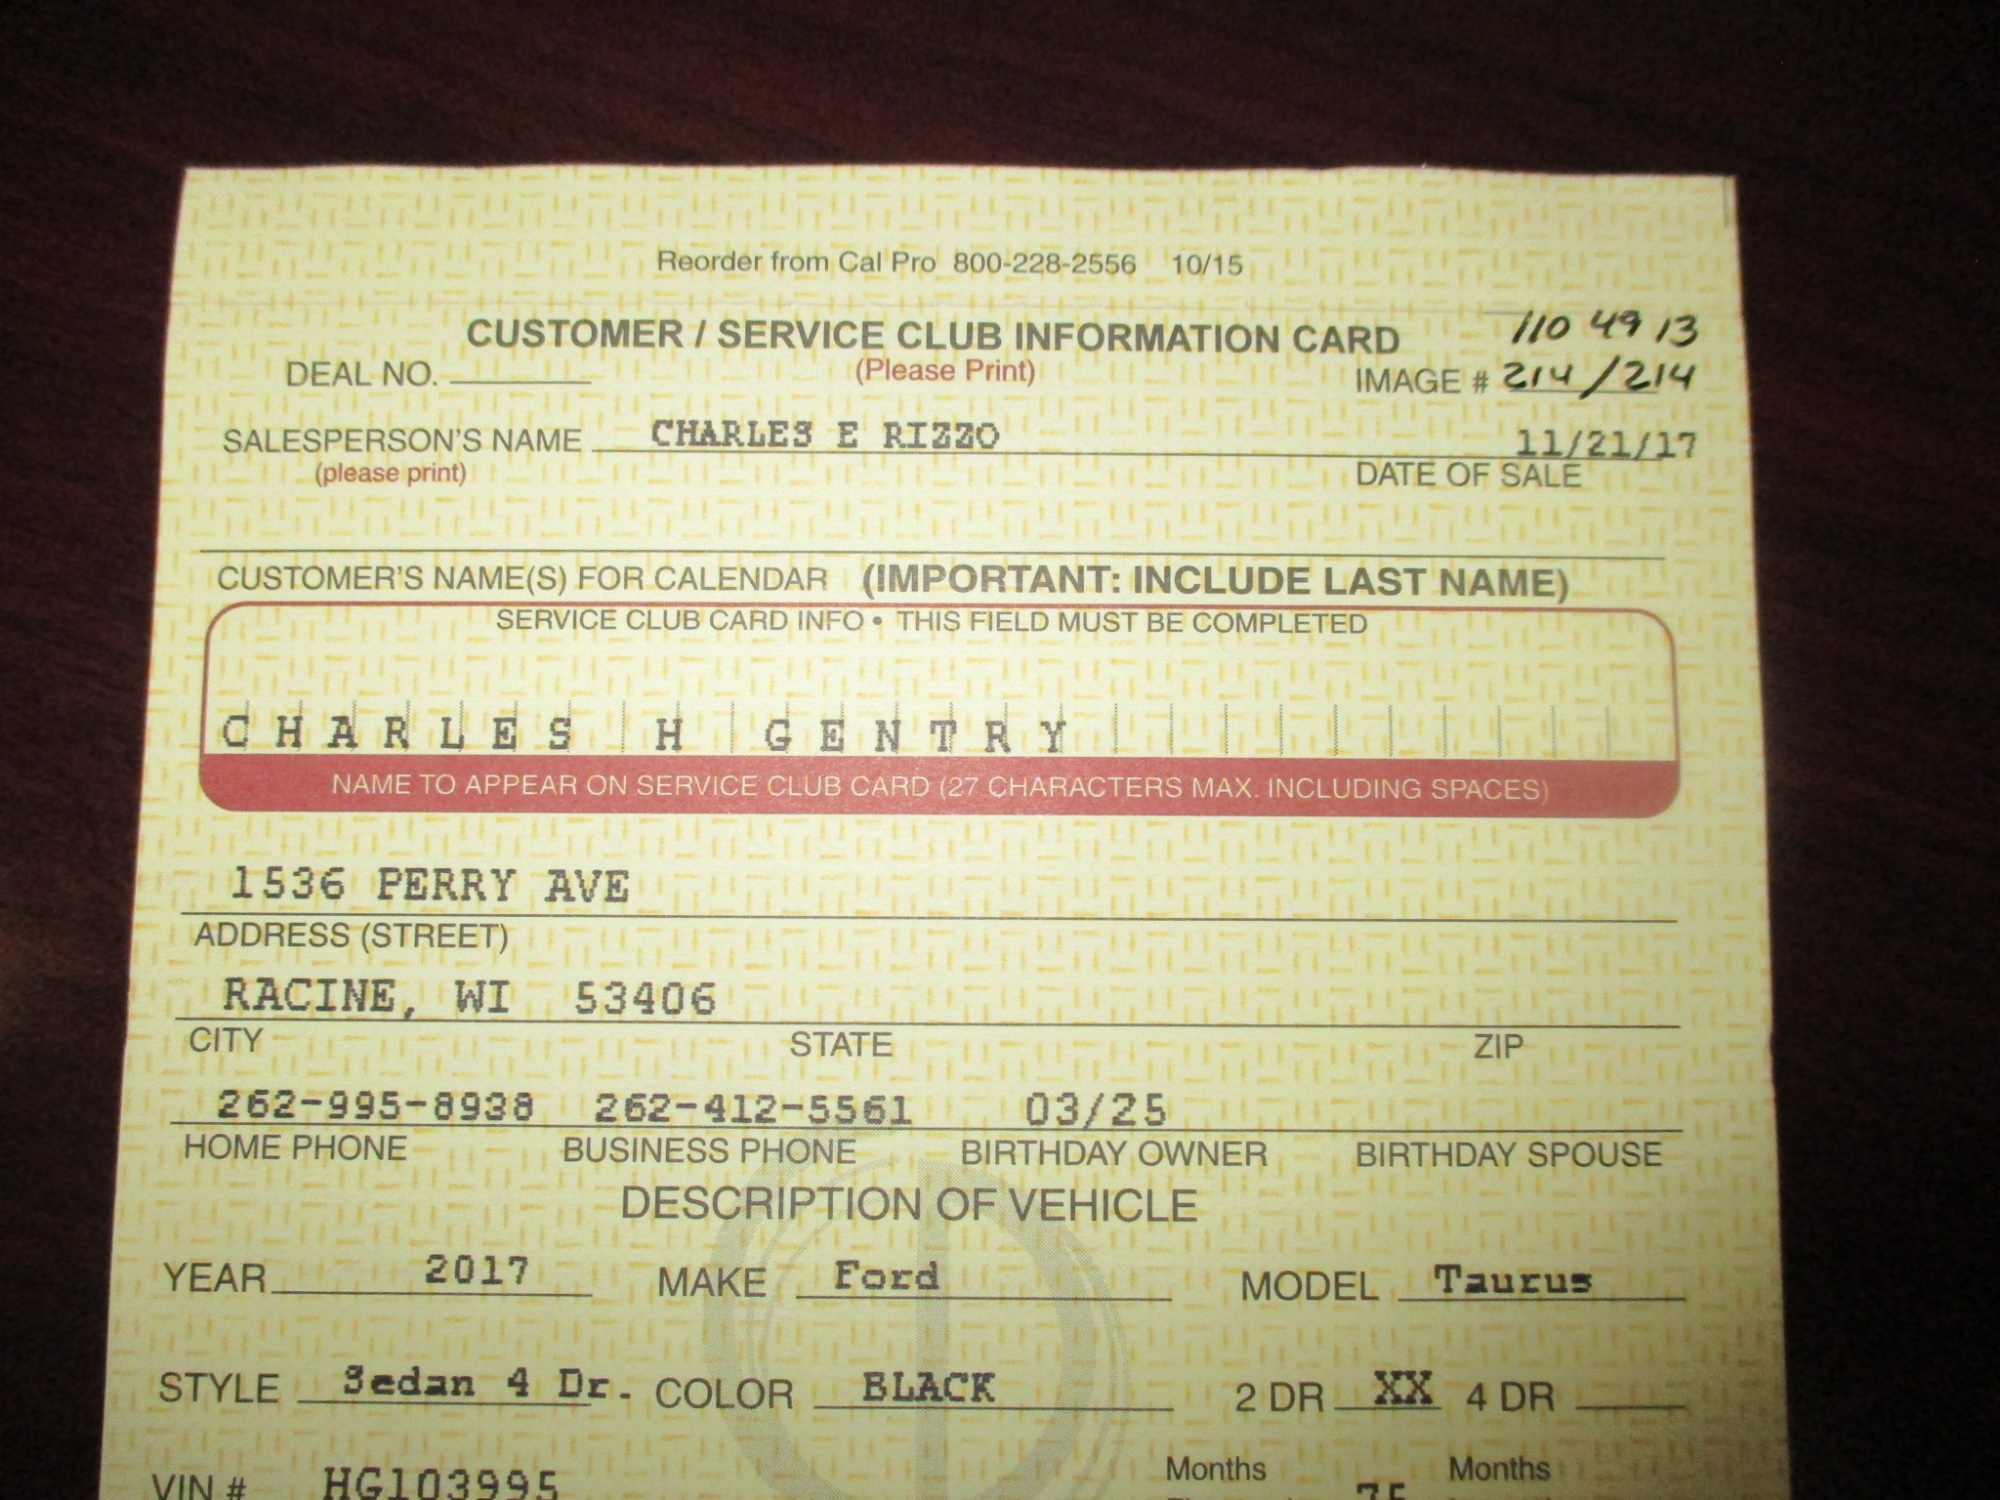 Reorder from Cal Pro 800-228-2556 10/15
110 49 13
CUSTOMER / SERVICE CLUB INFORMATION CARD
DEAL NO. (Please Print) IMAGE # 214/214
SALESPERSON'S NAME CHARLES E RIZZO 11/21/17
(please print) DATE OF SALE
CUSTOMER'S NAME(S) FOR CALENDAR (IMPORTANT: INCLUDE LAST NAME)
SERVICE CLUB CARD INFO • THIS FIELD MUST BE COMPLETED
CHARLES H GENTRY
NAME TO APPEAR ON SERVICE CLUB CARD (27 CHARACTERS MAX. INCLUDING SPACES)
1536 PERRY AVE
ADDRESS (STREET)
RACINE, WI 53406
CITY STATE ZIP
262-995-8938 262-412-5561 03/25
HOME PHONE BUSINESS PHONE BIRTHDAY OWNER BIRTHDAY SPOUSE
DESCRIPTION OF VEHICLE
YEAR 2017 MAKE Ford MODEL Taurus
STYLE Sedan 4 Dr. COLOR BLACK 2 DR XX 4 DR
Months Months
VIN # HG103995 75